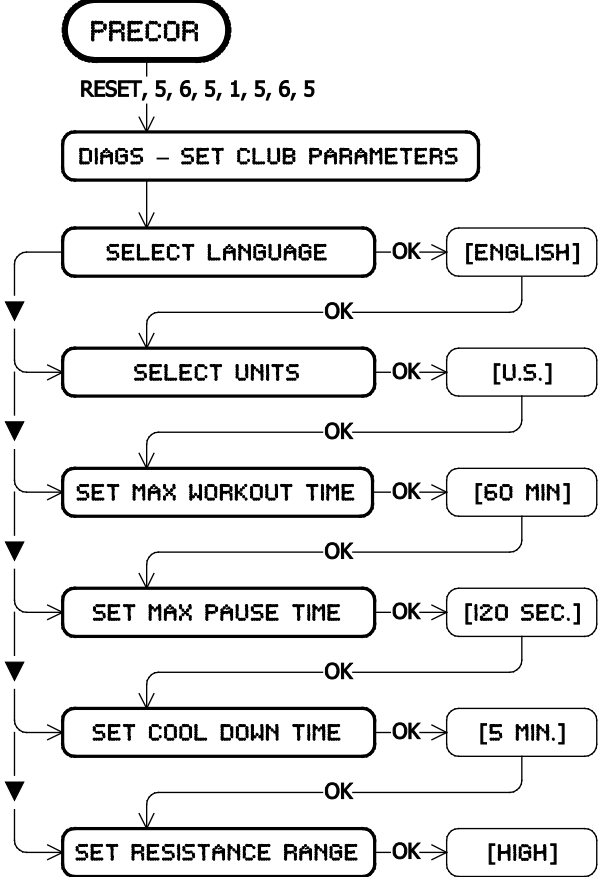 PRECOR
RESET, 5, 6, 5, 1, 5, 6, 5
DIAGS - SET CLUB PARAMETERS
SELECT LANGUAGE OK [ENGLISH]
OK
SELECT UNITS OK [U.S.]
OK
SET MAX WORKOUT TIME OK [60 MIN]
OK
SET MAX PAUSE TIME OK [120 SEC.]
OK
SET COOL DOWN TIME OK [5 MIN.]
OK
SET RESISTANCE RANGE OK [HIGH]